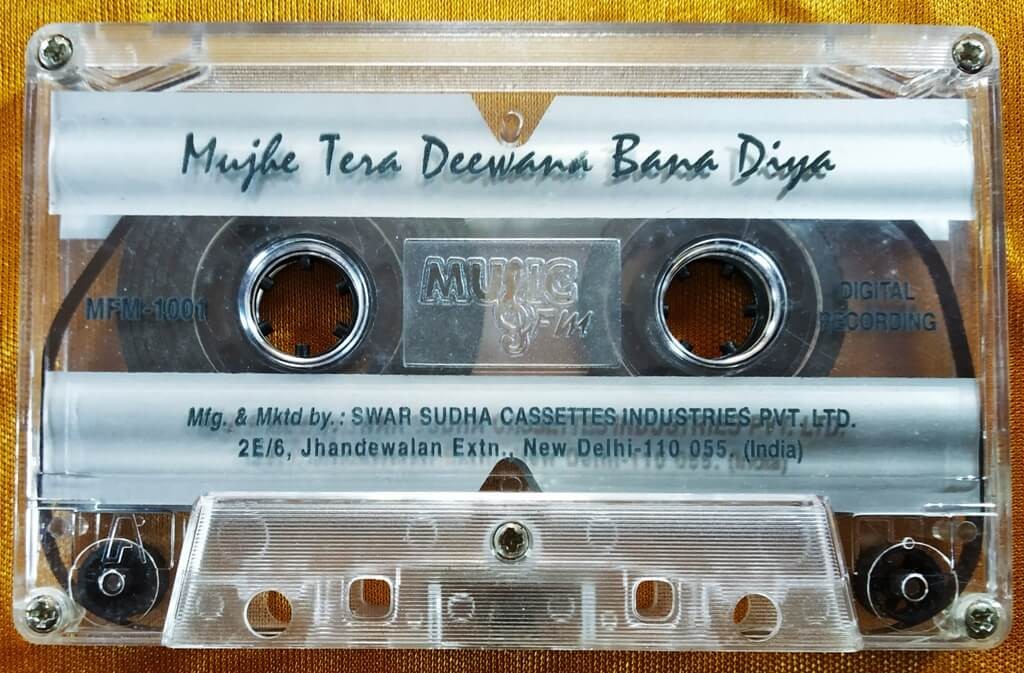 Mujhe Tera Deewana Bana Diya
MUSIC
FM
MFM-1001
DIGITAL
RECORDING
Mfg. & Mktd by.: SWAR SUDHA CASSETTES INDUSTRIES PVT. LTD.
2E/6, Jhandewalan Extn., New Delhi-110 055. (India)
A